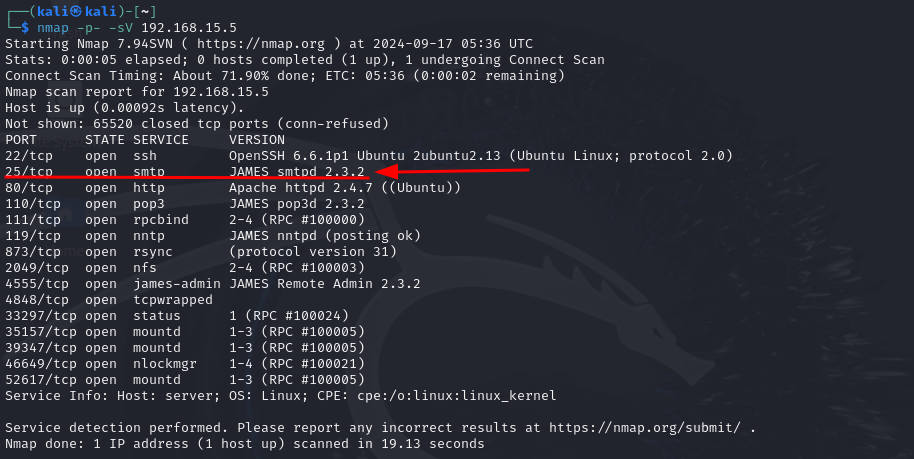 ┌──(kali㉿kali)-[~]
└─$ nmap -p- -sV 192.168.15.5
Starting Nmap 7.94SVN ( https://nmap.org ) at 2024-09-17 05:36 UTC
Stats: 0:00:05 elapsed; 0 hosts completed (1 up), 1 undergoing Connect Scan
Connect Scan Timing: About 71.90% done; ETC: 05:36 (0:00:02 remaining)
Nmap scan report for 192.168.15.5
Host is up (0.00092s latency).
Not shown: 65520 closed tcp ports (conn-refused)
PORT      STATE SERVICE     VERSION
22/tcp    open  ssh         OpenSSH 6.6.1p1 Ubuntu 2ubuntu2.13 (Ubuntu Linux; protocol 2.0)
25/tcp    open  smtp        JAMES smtpd 2.3.2
80/tcp    open  http        Apache httpd 2.4.7 ((Ubuntu))
110/tcp   open  pop3        JAMES pop3d 2.3.2
111/tcp   open  rpcbind     2-4 (RPC #100000)
119/tcp   open  nntp        JAMES nntpd (posting ok)
873/tcp   open  rsync       (protocol version 31)
2049/tcp  open  nfs         2-4 (RPC #100003)
4555/tcp  open  james-admin JAMES Remote Admin 2.3.2
4848/tcp  open  tcpwrapped
33297/tcp open  status      1 (RPC #100024)
35157/tcp open  mountd      1-3 (RPC #100005)
39347/tcp open  mountd      1-3 (RPC #100005)
46649/tcp open  nlockmgr    1-4 (RPC #100021)
52617/tcp open  mountd      1-3 (RPC #100005)
Service Info: Host: server; OS: Linux; CPE: cpe:/o:linux:linux_kernel

Service detection performed. Please report any incorrect results at https://nmap.org/submit/ .
Nmap done: 1 IP address (1 host up) scanned in 19.13 seconds